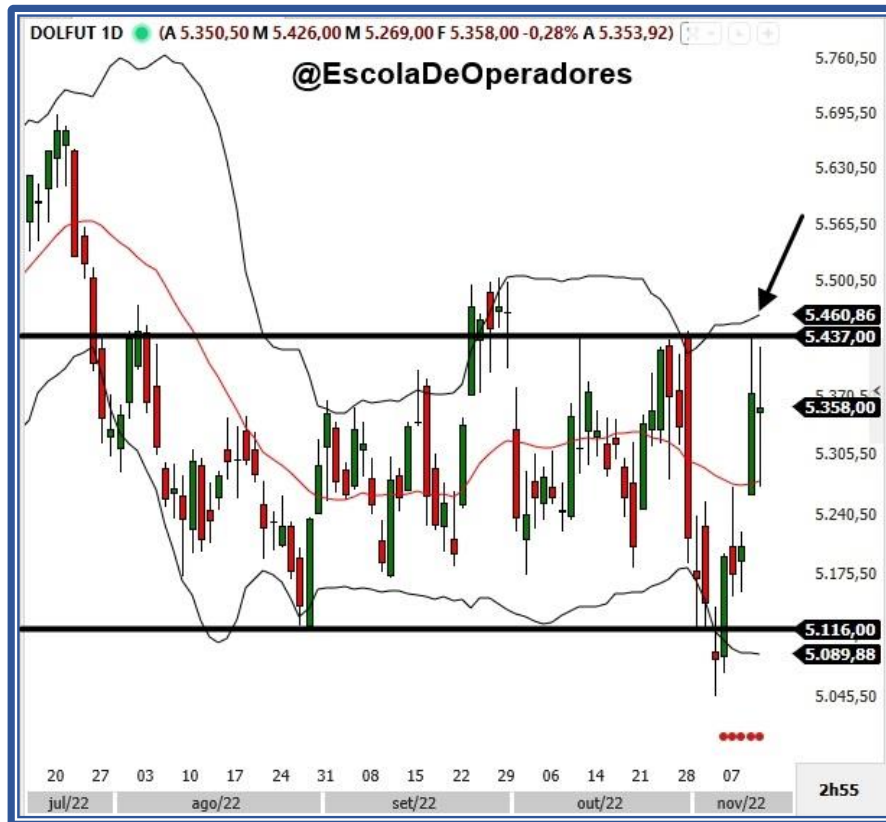 DOLFUT 1D (A 5.350,50 M 5.426,00 M 5.269,00 F 5.358,00 -0,28% A 5.353,92)
@EscolaDeOperadores
5.760,50
5.695,50
5.630,50
5.565,50
5.500,50
5.460,86
5.437,00
5.358,00
5.305,50
5.240,50
5.175,50
5.116,00
5.089,88
5.045,50
20 27 03 10 17 24 31 08 15 22 29 06 14 21 28 07
jul/22 ago/22 set/22 out/22 nov/22
2h55